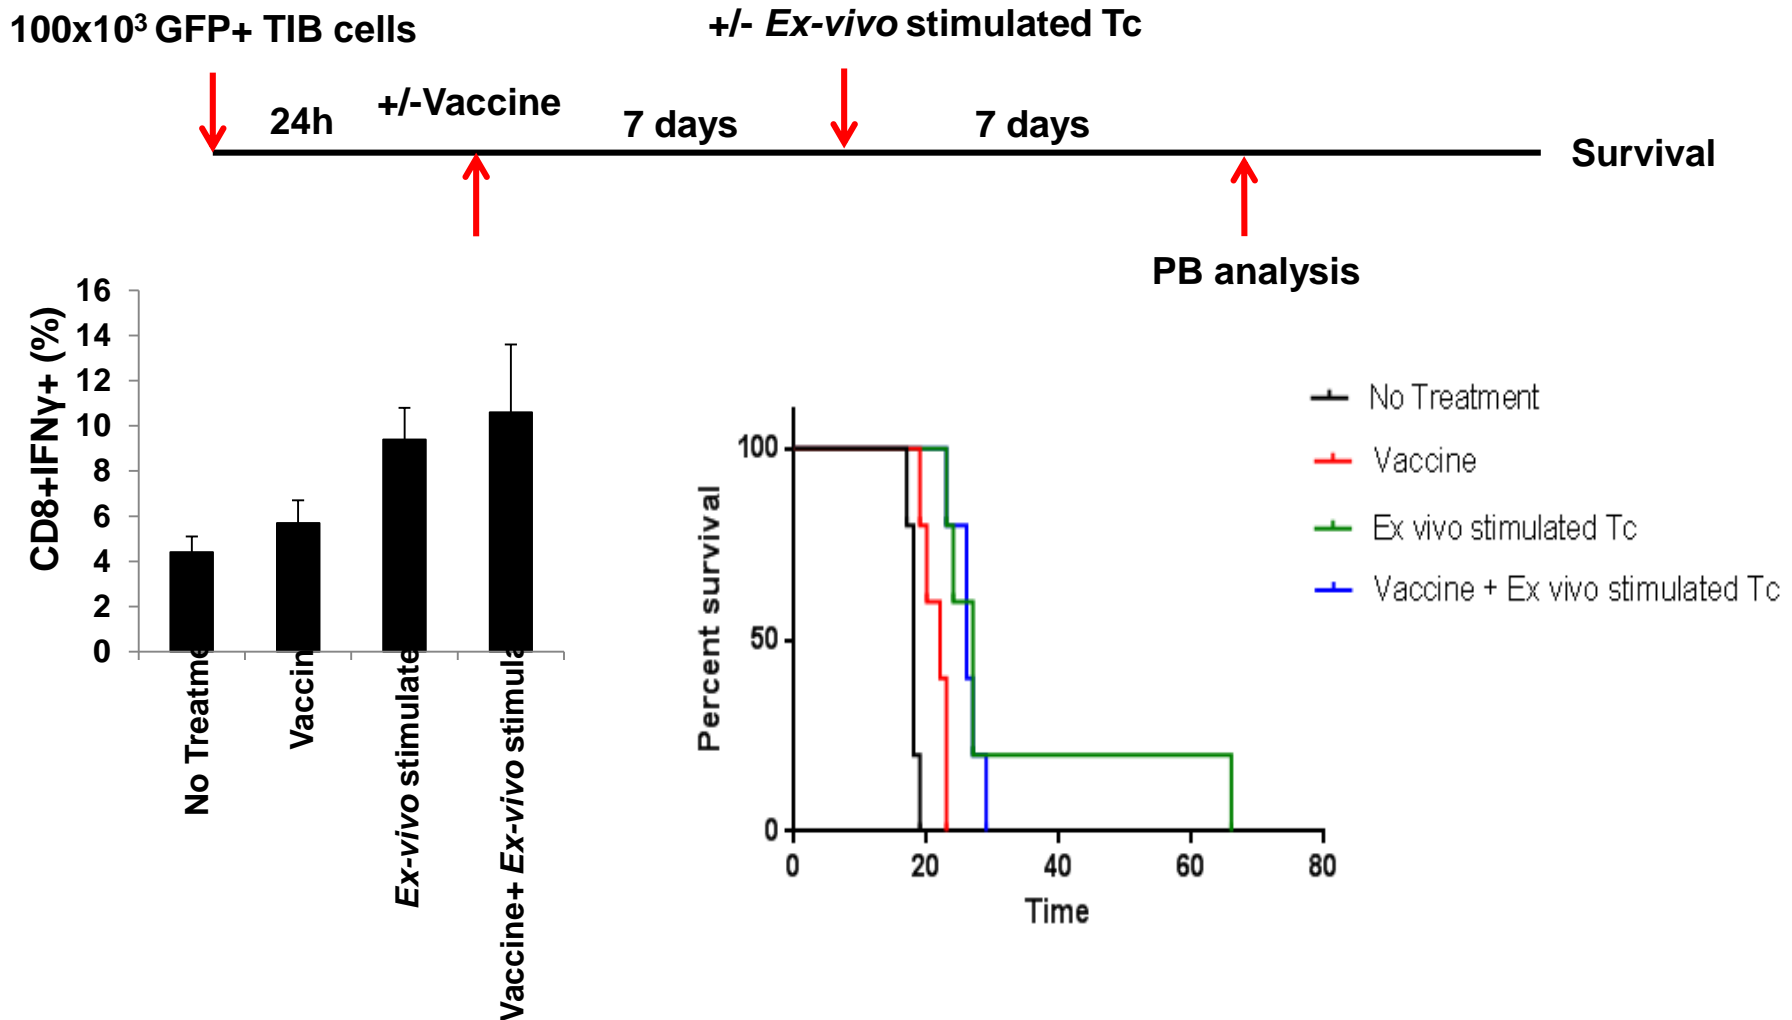 100x10³ GFP+ TIB cells
+/- Ex-vivo stimulated Tc
24h
+/-Vaccine
7 days
7 days
Survival
PB analysis
CD8+IFNγ+ (%)
16
14
12
10
8
6
4
2
0
No Treatme
Vaccin
Ex-vivo stimulate
Vaccine+ Ex-vivo stimula
Percent survival
100
50
0
0 20 40 60 80
Time
No Treatment
Vaccine
Ex vivo stimulated Tc
Vaccine + Ex vivo stimulated Tc